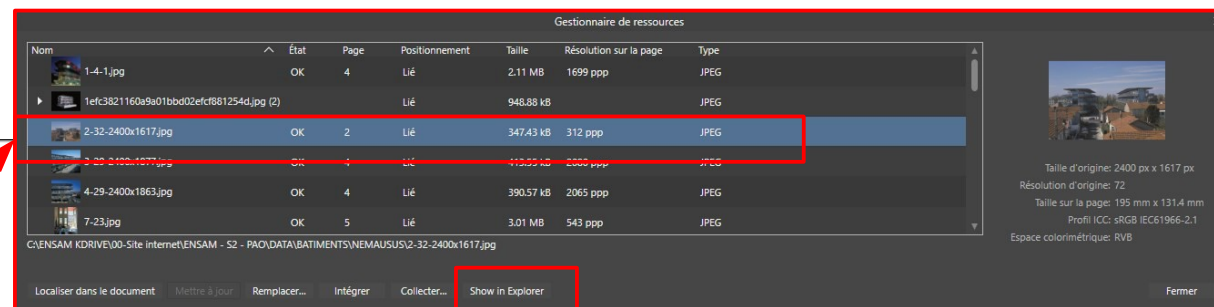 Gestionnaire de ressources
Nom État Page Positionnement Taille Résolution sur la page Type
1-4-1.jpg OK 4 Lié 2.11 MB 1699 ppp JPEG
1efc3821160a9a01bbd02efcf881254d.jpg (2) Lié 948.88 kB JPEG
2-32-2400x1617.jpg OK 2 Lié 347.43 kB 312 ppp JPEG
OK 4 Lié ppp JPEG
4-29-2400x1863.jpg OK 4 Lié 390.57 kB 2065 ppp JPEG
7-23.jpg OK 5 Lié 3.01 MB 543 ppp JPEG
C:\ENSAM KDRIVE\00-Site internet\ENSAM - S2 - PAO\DATA\BATIMENTS\NEMAUSUS\2-32-2400x1617.jpg
Taille d'origine: 2400 px x 1617 px
Résolution d'origine: 72
Taille sur la page: 195 mm x 131.4 mm
Profil ICC: sRGB IEC61966-2.1
Espace colorimétrique: RVB
Localiser dans le document Mettre à jour Remplacer... Intégrer Collecter... Show in Explorer Fermer